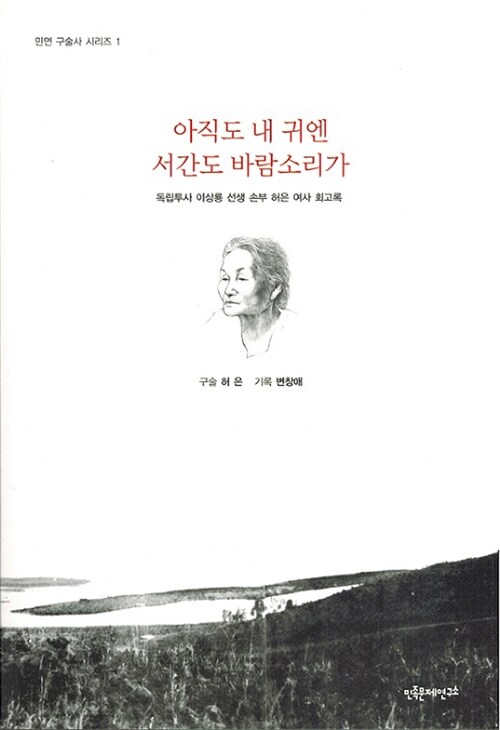 민연 구술사 시리즈 1
아직도 내 귀엔
서간도 바람소리가
독립투사 이상룡 선생 손부 허은 여사 회고록
구술 허 은 기록 변창애
민족문제연구소